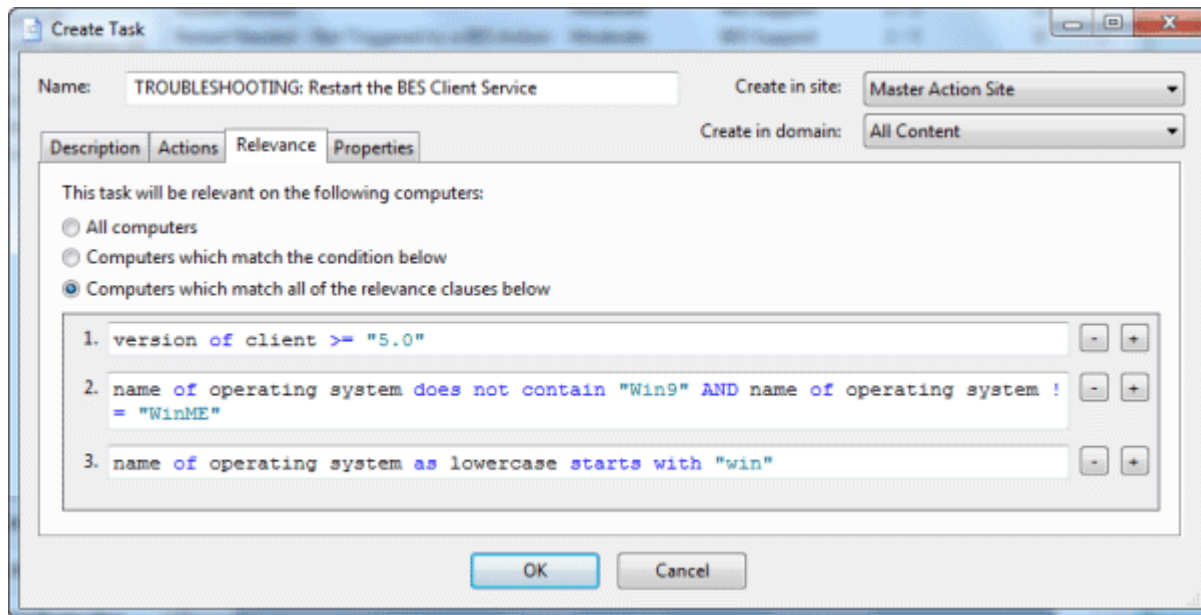 Create Task
Name: TROUBLESHOOTING: Restart the BES Client Service Create in site: Master Action Site
Create in domain: All Content
Description Actions Relevance Properties
This task will be relevant on the following computers:
All computers
Computers which match the condition below
Computers which match all of the relevance clauses below
1. version of client >= "5.0" - +
2. name of operating system does not contain "Win9" AND name of operating system !
= "WinME" - +
3. name of operating system as lowercase starts with "win" - +
OK Cancel